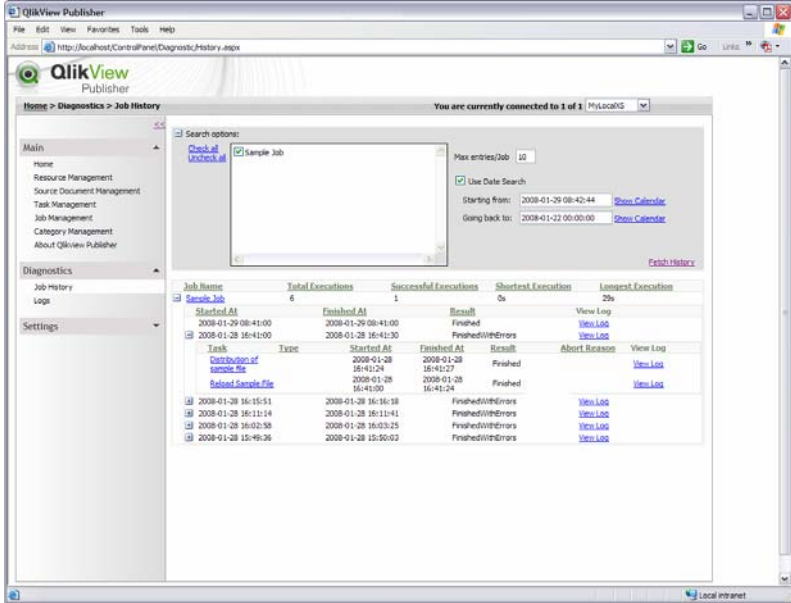 QlikView Publisher
File Edit View Favorites Tools Help
Address http://localhost/ControlPanel/Diagnostic/History.aspx Go Links »
QlikView
Publisher
Home > Diagnostics > Job History You are currently connected to 1 of 1 MyLocalXS
<<
Search options:
Check all
Uncheck all
Sample Job
Max entries/Job 10
Use Date Search
Starting from: 2008-01-29 08:42:44 Show Calendar
Going back to: 2008-01-22 00:00:00 Show Calendar
Fetch History
Main
Home
Resource Management
Source Document Management
Task Management
Job Management
Category Management
About Qlikview Publisher
Diagnostics
Job History
Logs
Settings
Job Name Total Executions Successful Executions Shortest Execution Longest Execution
Sample Job 6 1 0s 29s
Started At Finished At Result View Log
2008-01-29 08:41:00 2008-01-29 08:41:00 Finished View Log
2008-01-28 16:41:00 2008-01-28 16:41:30 FinishedWithErrors View Log
Task Type Started At Finished At Result Abort Reason View Log
Distribution of sample file 2008-01-28 16:41:24 2008-01-28 16:41:27 Finished View Log
Reload Sample File 2008-01-28 16:41:00 2008-01-28 16:41:24 Finished View Log
2008-01-28 16:15:51 2008-01-28 16:16:18 FinishedWithErrors View Log
2008-01-28 16:11:14 2008-01-28 16:11:41 FinishedWithErrors View Log
2008-01-28 16:02:58 2008-01-28 16:03:25 FinishedWithErrors View Log
2008-01-28 15:49:36 2008-01-28 15:50:03 FinishedWithErrors View Log
Local intranet